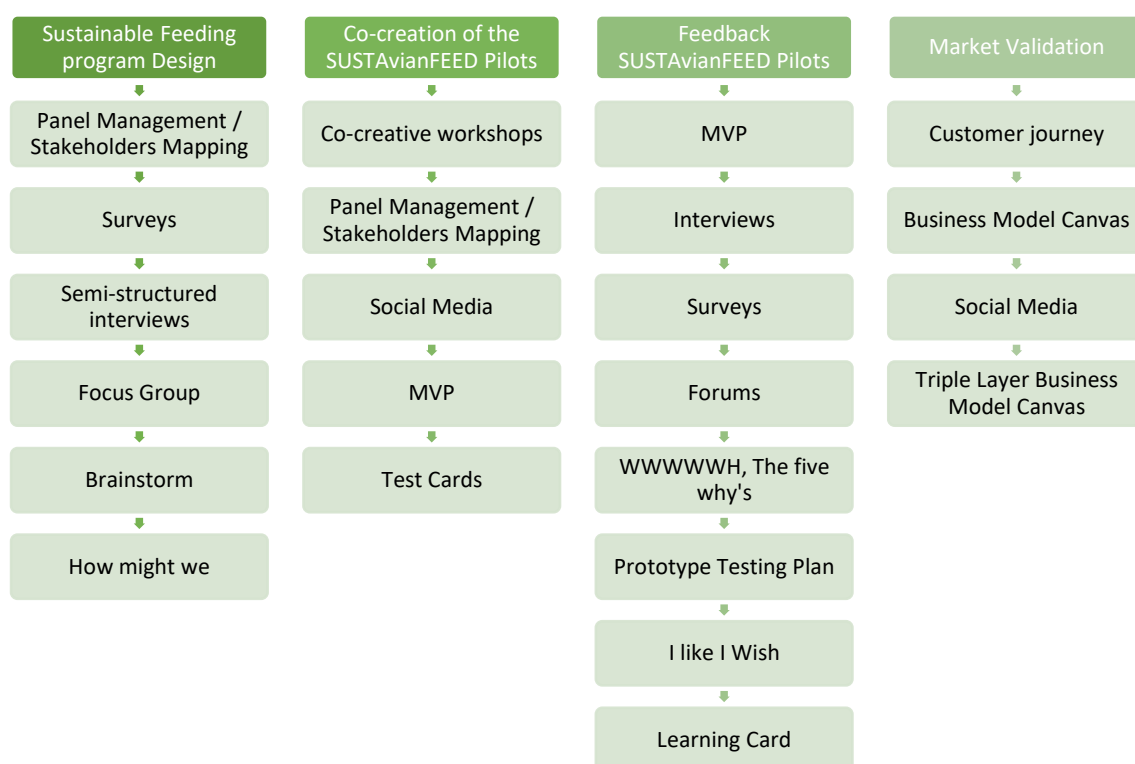 Sustainable Feeding
program Design
Panel Management /
Stakeholders Mapping
Surveys
Semi-structured
interviews
Focus Group
Brainstorm
How might we
Co-creation of the
SUSTAvianFEED Pilots
Co-creative workshops
Panel Management /
Stakeholders Mapping
Social Media
MVP
Test Cards
Feedback
SUSTAvianFEED Pilots
MVP
Interviews
Surveys
Forums
WWWWWH, The five
why's
Prototype Testing Plan
I like I Wish
Learning Card
Market Validation
Customer journey
Business Model Canvas
Social Media
Triple Layer Business
Model Canvas